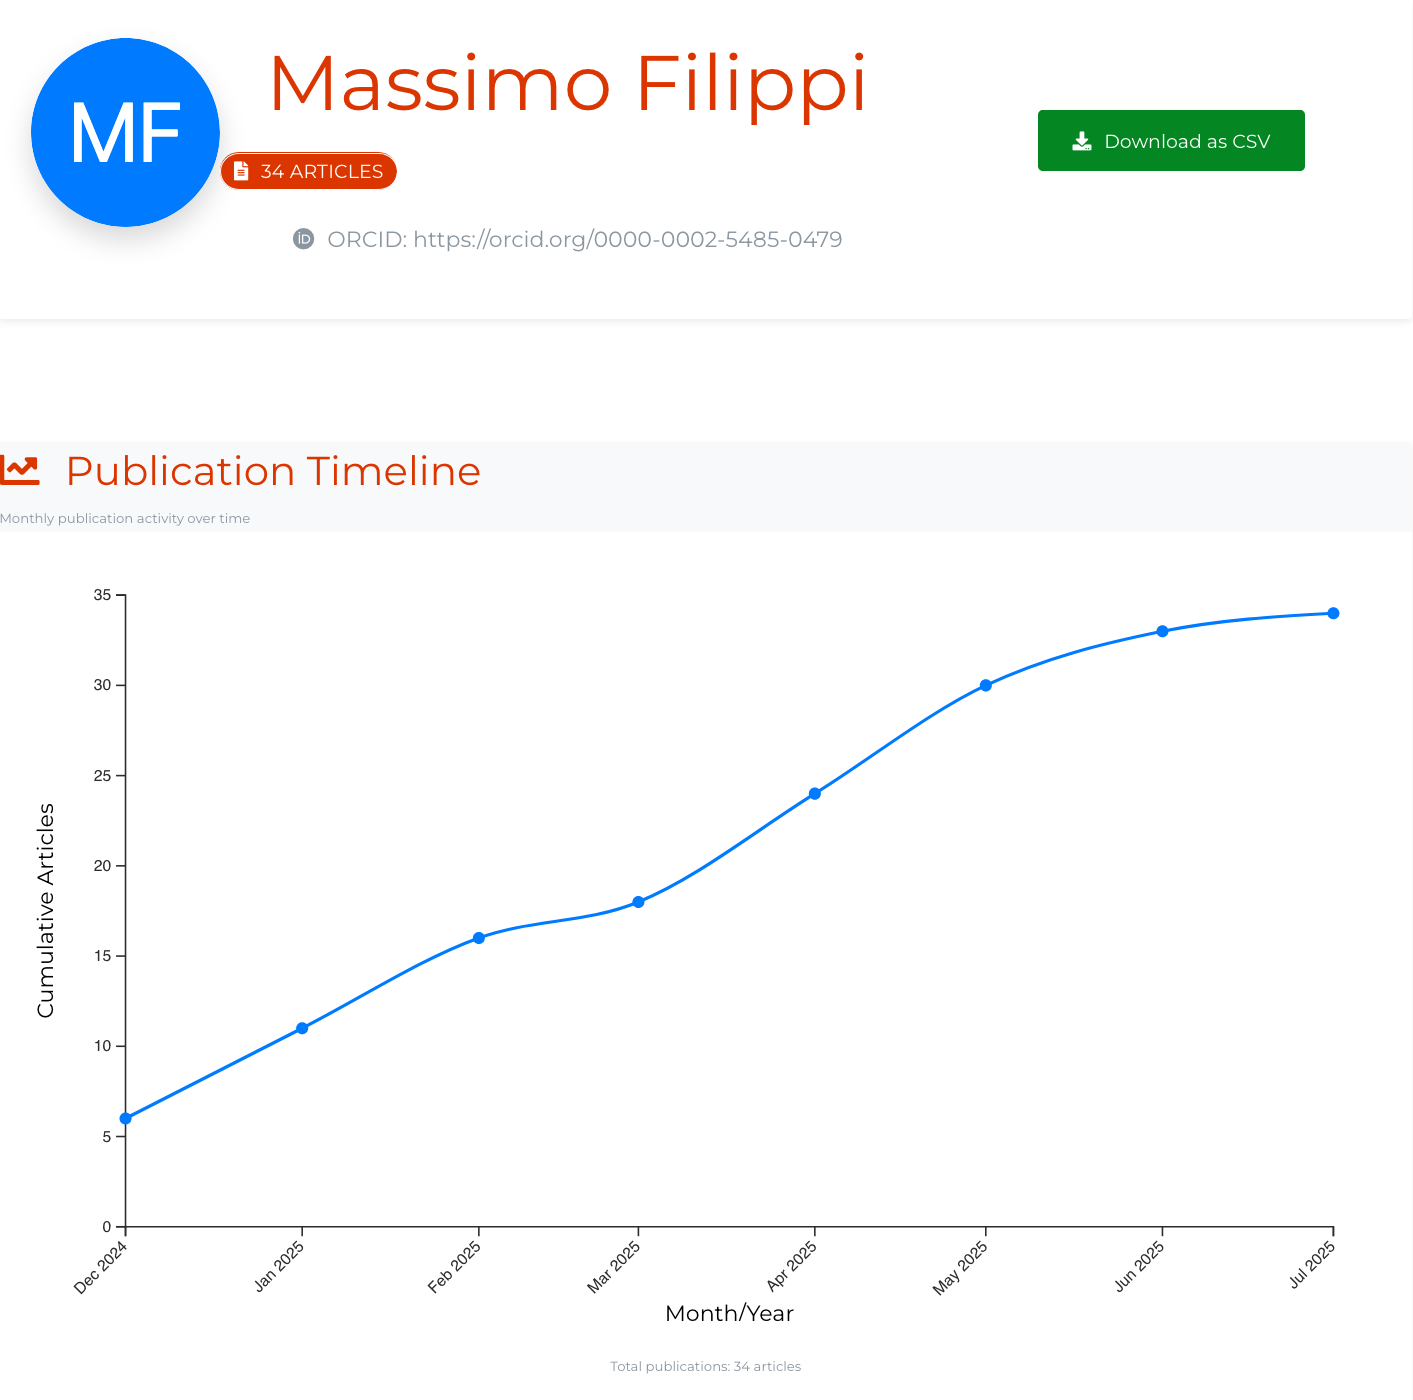 MF
Massimo Filippi
34 ARTICLES
Download as CSV
iD ORCID: https://orcid.org/0000-0002-5485-0479
Publication Timeline
Monthly publication activity over time
35
30
25
20
15
10
5
0
Cumulative Articles
Dec 2024
Jan 2025
Feb 2025
Mar 2025
Apr 2025
May 2025
Jun 2025
Jul 2025
Month/Year
Total publications: 34 articles